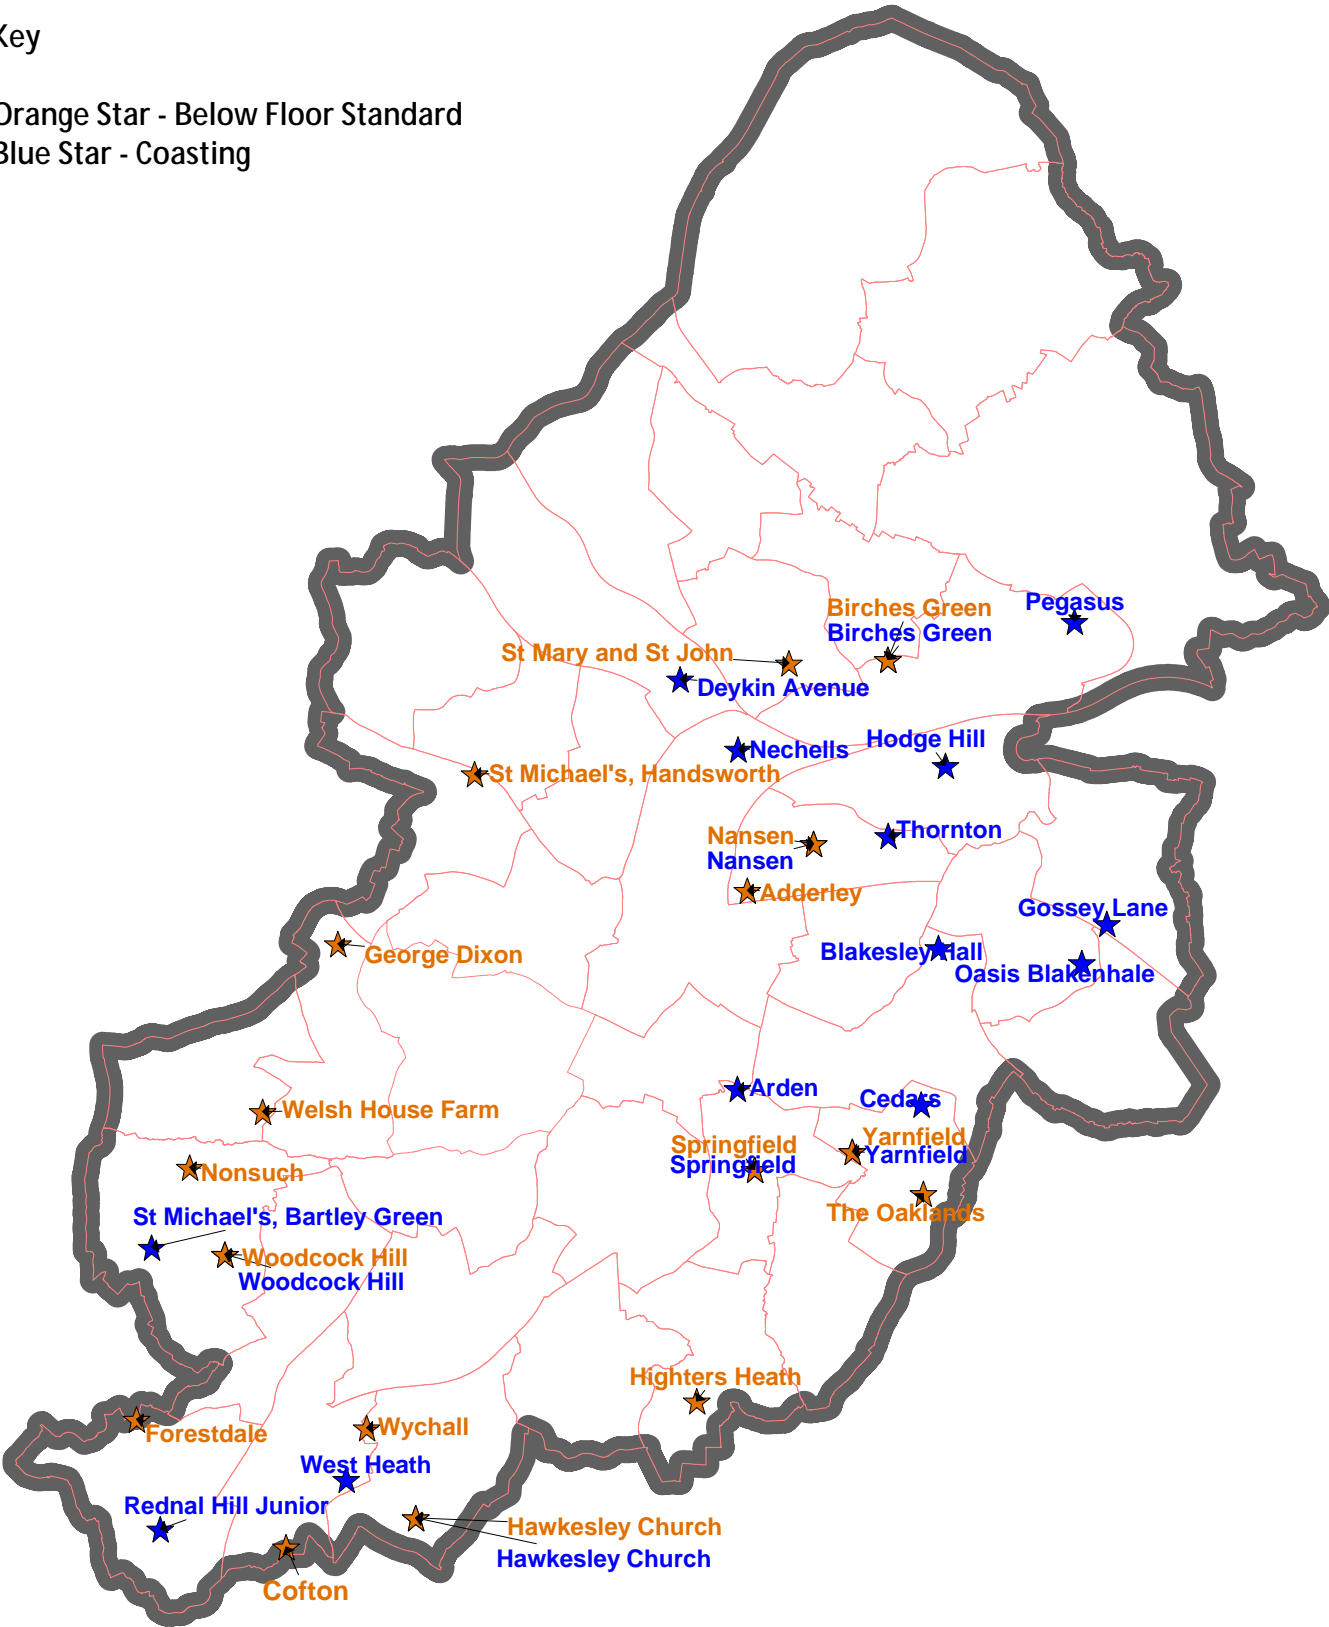 Key
Orange Star - Below Floor Standard
Blue Star - Coasting
Birches Green
Birches Green
Pegasus
St Mary and St John
Deykin Avenue
Nechells
Hodge Hill
St Michael's, Handsworth
Nansen
Nansen
Thornton
Adderley
Gossey Lane
George Dixon
Blakesley Hall
Oasis Blakenhale
Arden
Cedars
Welsh House Farm
Springfield
Springfield
Yarnfield
Yarnfield
Nonsuch
The Oaklands
St Michael's, Bartley Green
Woodcock Hill
Woodcock Hill
Highters Heath
Forestdale
Wychall
West Heath
Rednal Hill Junior
Hawkesley Church
Hawkesley Church
Cofton